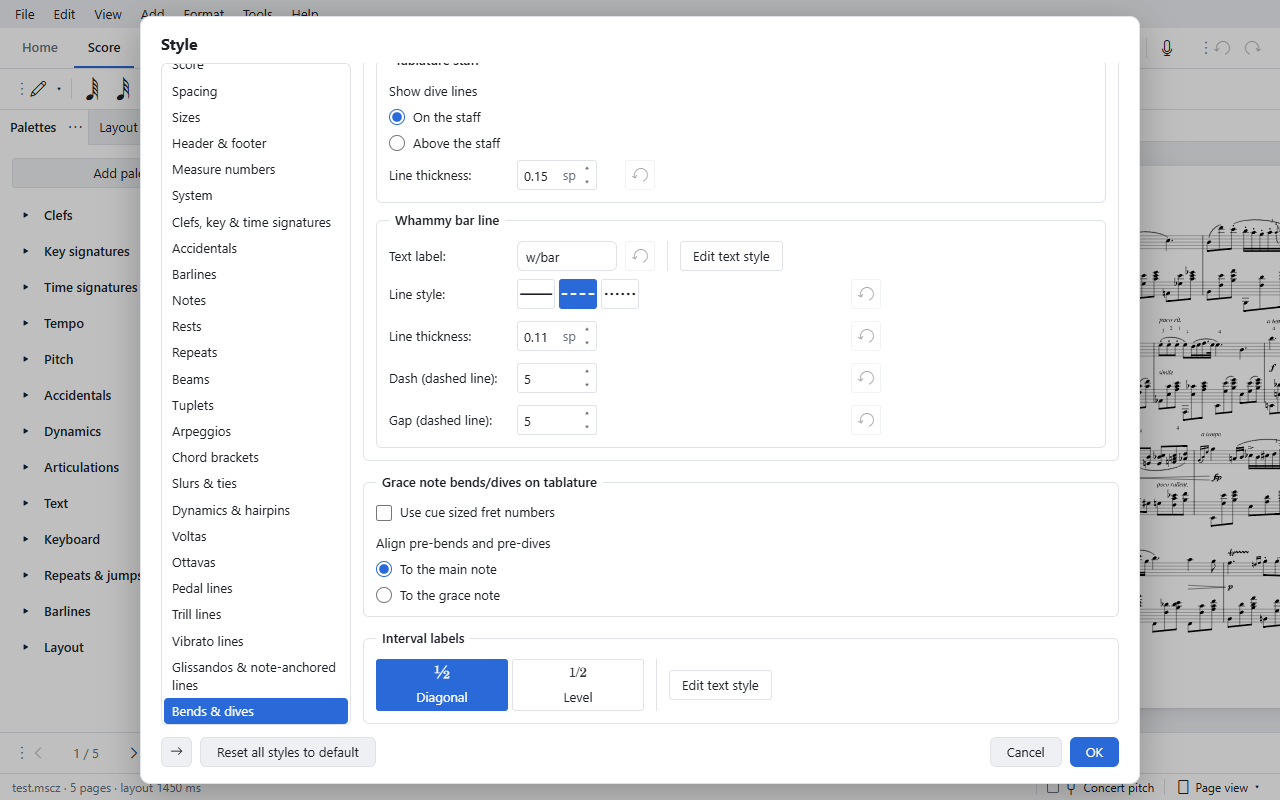 File Edit View Add Format Tools Help
Home Score
Style
Palettes Layout
Add pale
Clefs
Key signatures
Time signatures
Tempo
Pitch
Accidentals
Dynamics
Articulations
Text
Keyboard
Repeats & jumps
Barlines
Layout
1 / 5
Score
Spacing
Sizes
Header & footer
Measure numbers
System
Clefs, key & time signatures
Accidentals
Barlines
Notes
Rests
Repeats
Beams
Tuplets
Arpeggios
Chord brackets
Slurs & ties
Dynamics & hairpins
Voltas
Ottavas
Pedal lines
Trill lines
Vibrato lines
Glissandos & note-anchored
lines
Bends & dives
Tablature staff
Show dive lines
On the staff
Above the staff
Line thickness: 0.15 sp
Whammy bar line
Text label: w/bar Edit text style
Line style:
Line thickness: 0.11 sp
Dash (dashed line): 5
Gap (dashed line): 5
Grace note bends/dives on tablature
Use cue sized fret numbers
Align pre-bends and pre-dives
To the main note
To the grace note
Interval labels
½ 1/2
Diagonal Level Edit text style
Reset all styles to default Cancel OK
paco rit.
simile
a tempo
poco rallent.
test.mscz · 5 pages · layout 1450 ms Concert pitch Page view